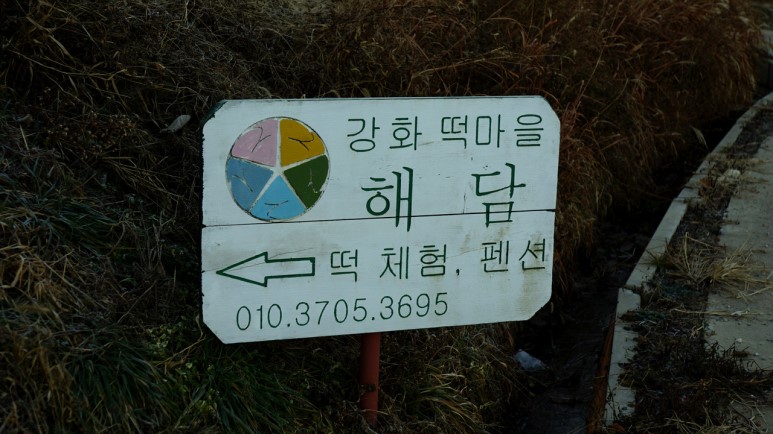 강화 떡마을
해담
떡 체험, 펜션
010.3705.3695